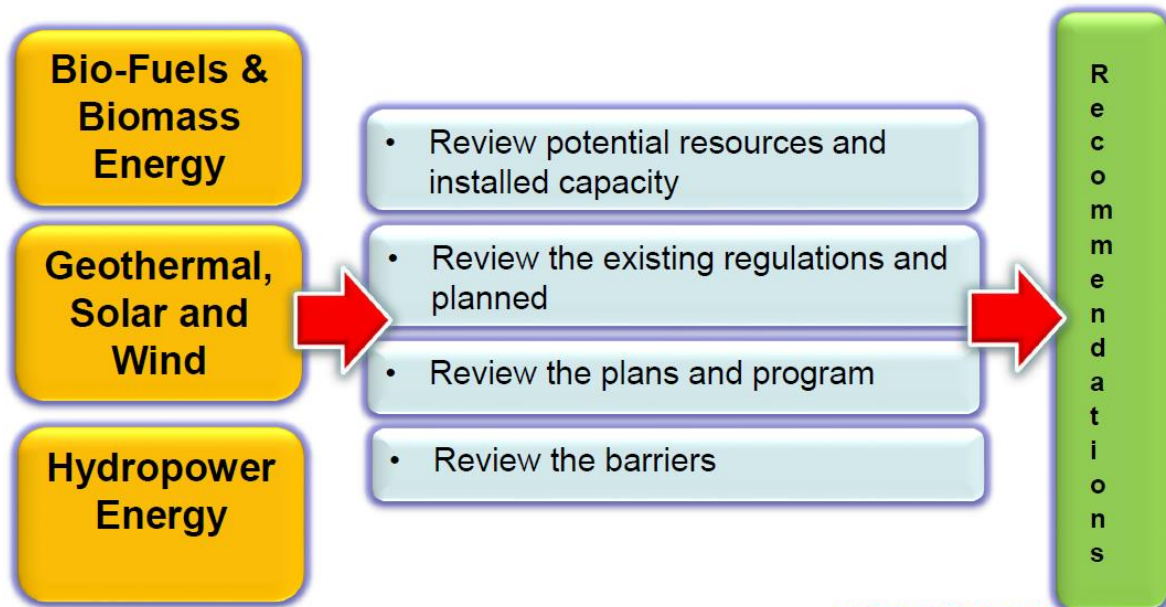 Bio-Fuels &
Biomass
Energy
Geothermal,
Solar and
Wind
Hydropower
Energy
• Review potential resources and
installed capacity
• Review the existing regulations and
planned
• Review the plans and program
• Review the barriers
Recommendations